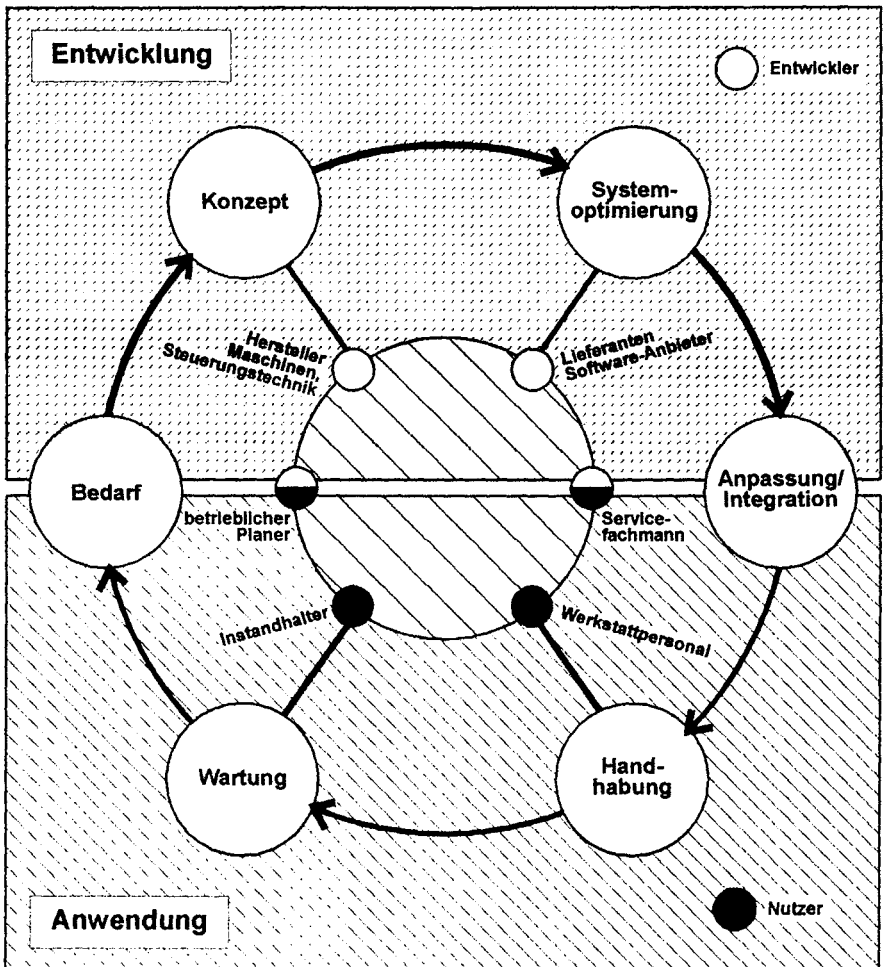 Entwicklung
Entwickler
Konzept
System-
optimierung
Hersteller
Maschinen,
Steuerungstechnik
Lieferanten
Software-Anbieter
Bedarf
Anpassung/
Integration
betrieblicher
Planer
Service-
fachmann
Instandhalter
Werkstattpersonal
Wartung
Hand-
habung
Anwendung
Nutzer